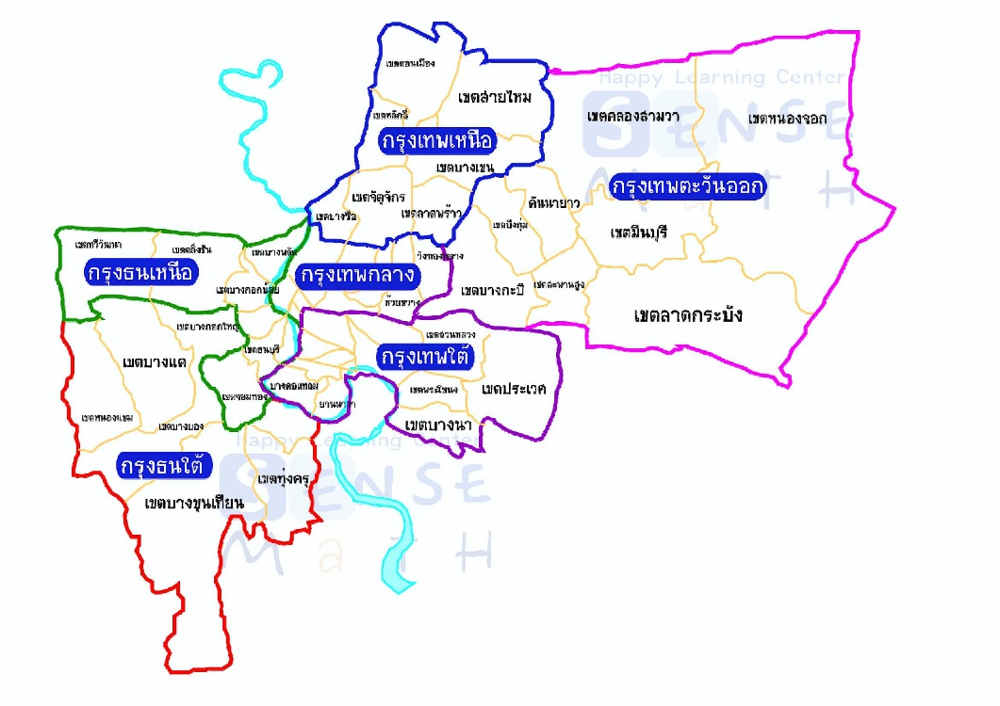 เขตดอนเมือง
Happy Learning Center
เขตสายไหม
เขตหลักสี่
เขตคลองสามวา
เขตหนองจอก
SENSE
กรุงเทพเหนือ
เขตบางเขน
กรุงเทพตะวันออก
MaTH
เขตจตุจักร
คันนายาว
เขตบางซื่อ
เขตลาดพร้าว
เขตบึงกุ่ม
เขตมีนบุรี
เขตทวีวัฒนา
เขตตลิ่งชัน
เขตบางพลัด
วังทองหลาง
กรุงธนเหนือ
กรุงเทพกลาง
เขตบางกอกน้อย
ห้วยขวาง
เขตบางกะปิ
เขตสะพานสูง
เขตลาดกระบัง
เขตบางกอกใหญ่
เขตสวนหลวง
เขตบางแค
เขตธนบุรี
กรุงเทพใต้
บางคอแหลม
เขตพระโขนง
เขตประเวศ
เขตจอมทอง
ยานนาวา
เขตหนองแขม
เขตบางบอน
เขตบางนา
Happy Learning Center
กรุงธนใต้
เขตทุ่งครุ
SENSE
เขตบางขุนเทียน
MaTH